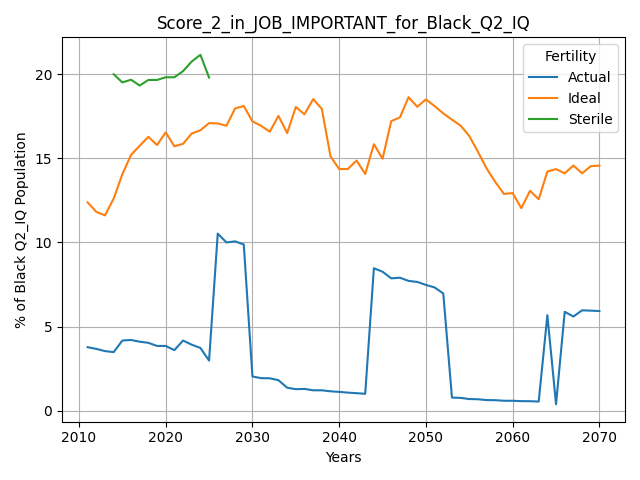 Score_2_in_JOB_IMPORTANT_for_Black_Q2_IQ
% of Black Q2_IQ Population
20
15
10
5
0
Fertility
Actual
Ideal
Sterile
2010
2020
2030
2040
2050
2060
2070
Years